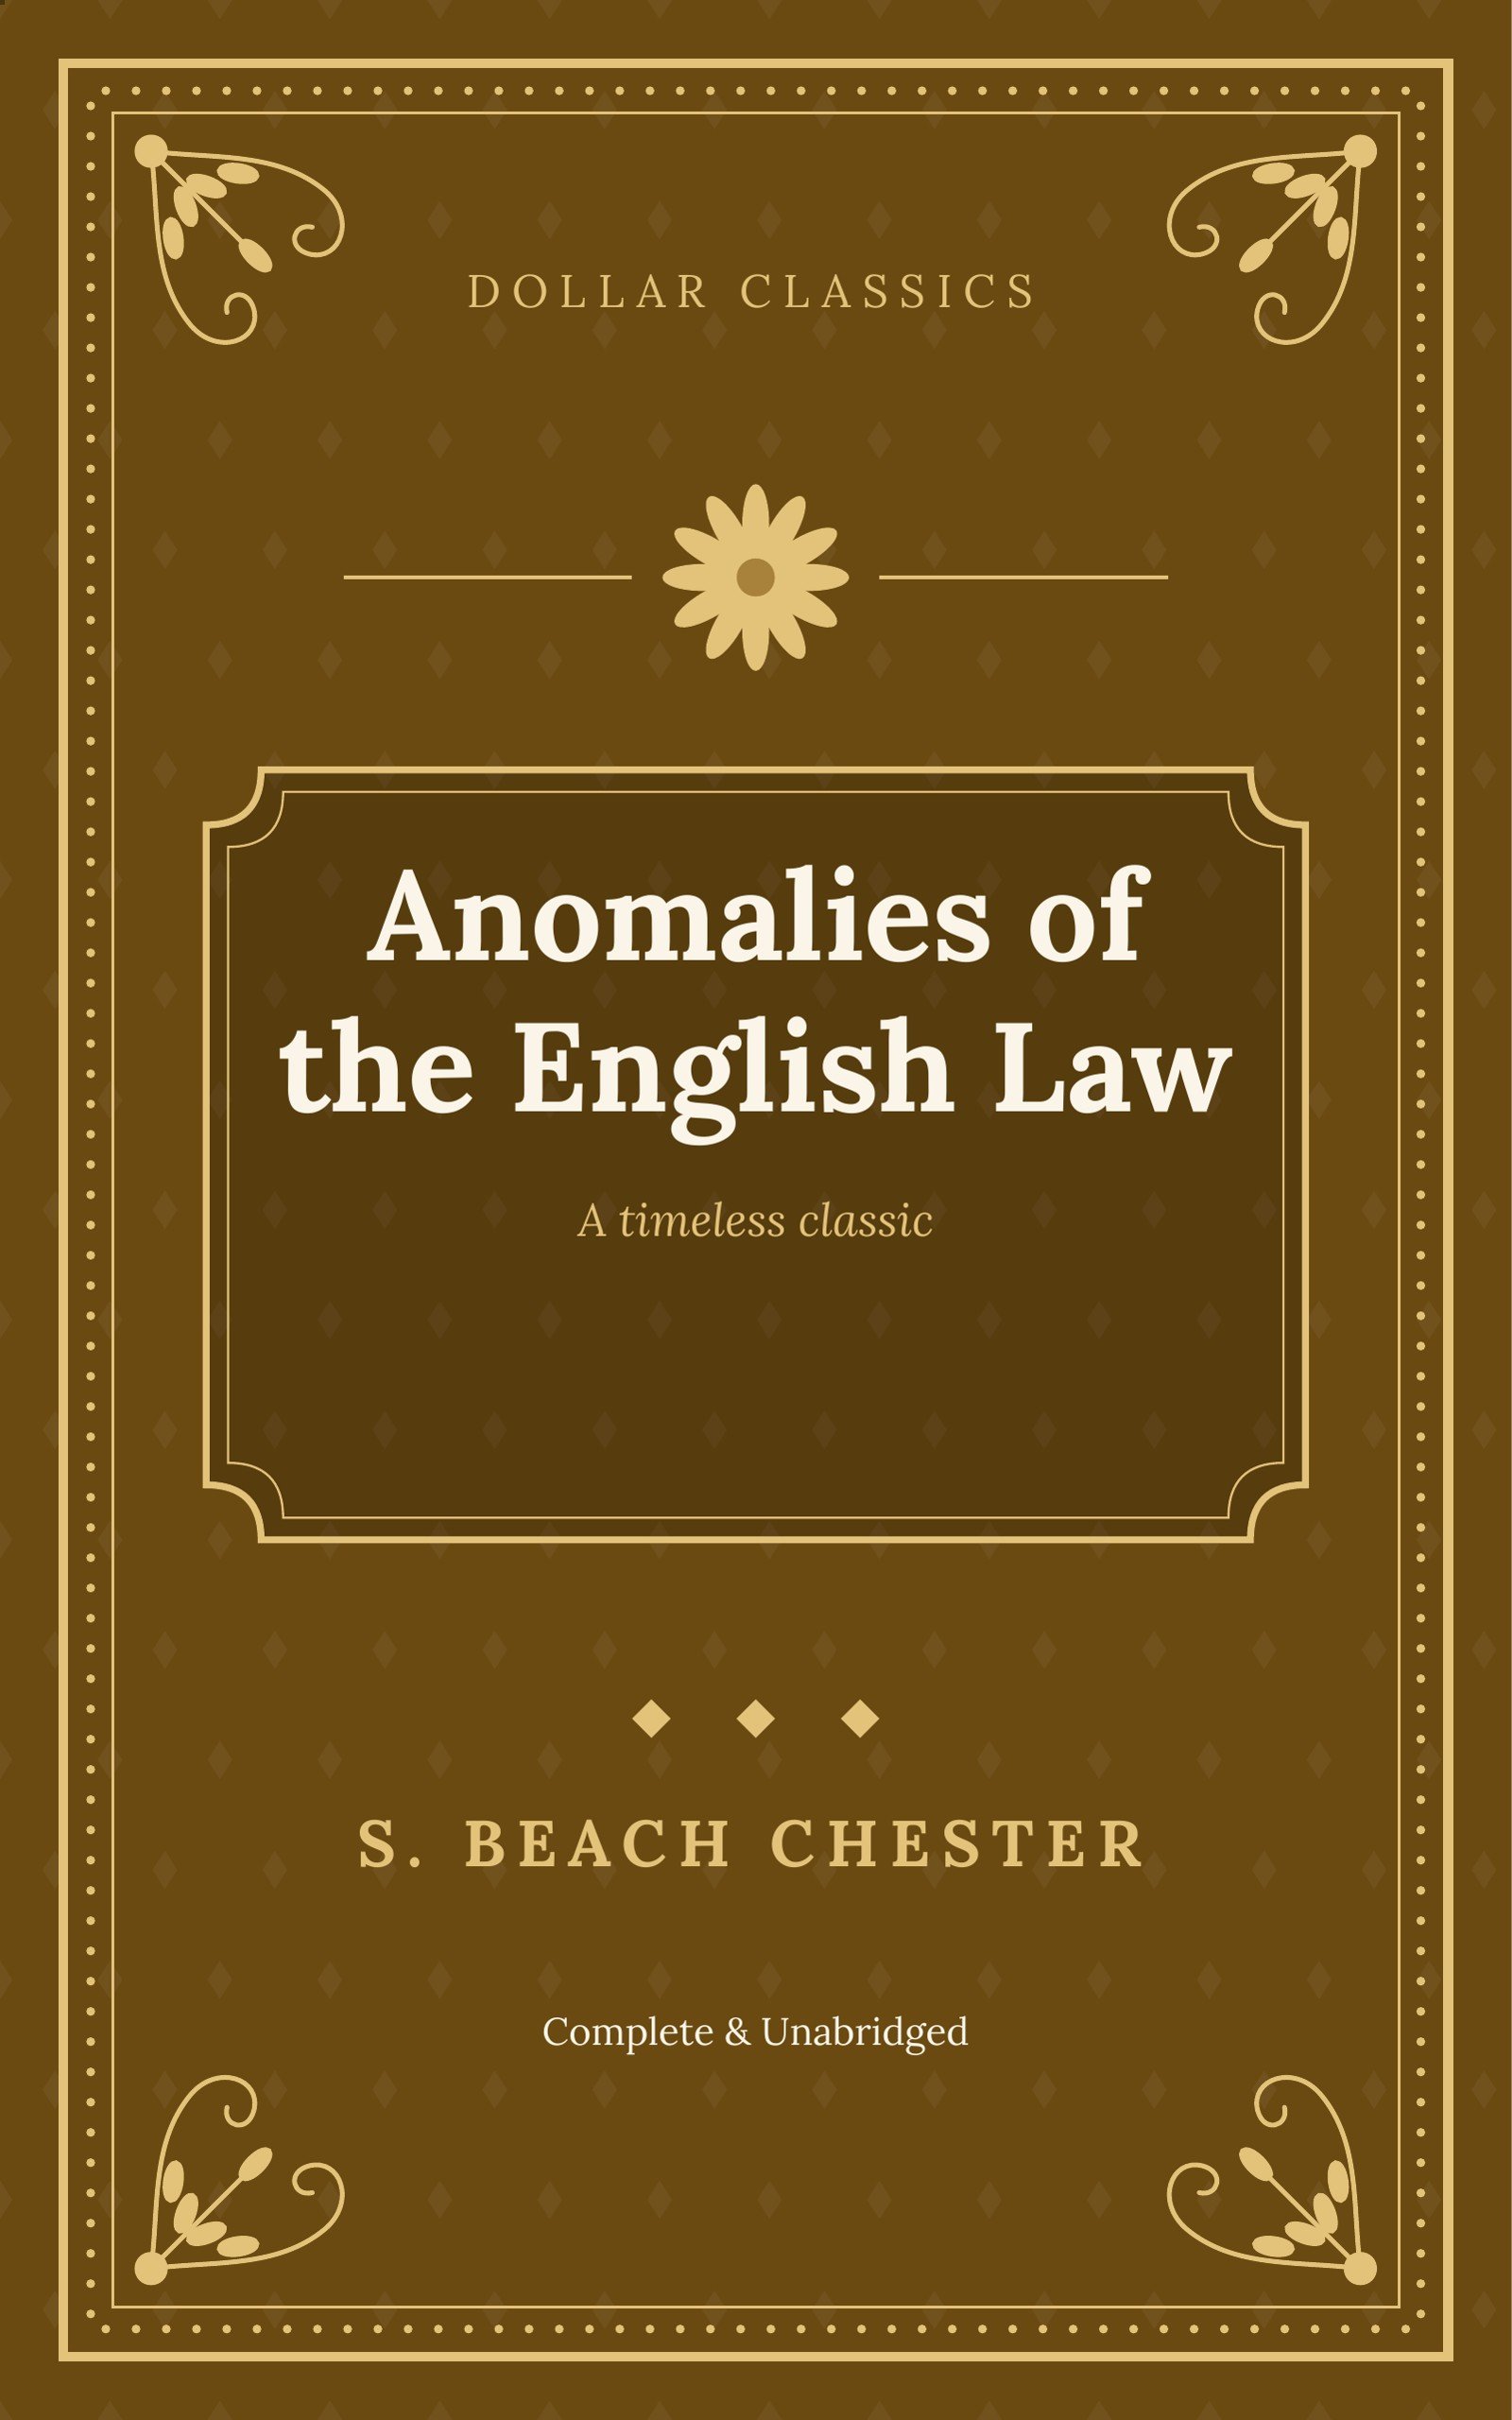 DOLLAR CLASSICS
Anomalies of
the English Law
A timeless classic
S. BEACH CHESTER
Complete & Unabridged